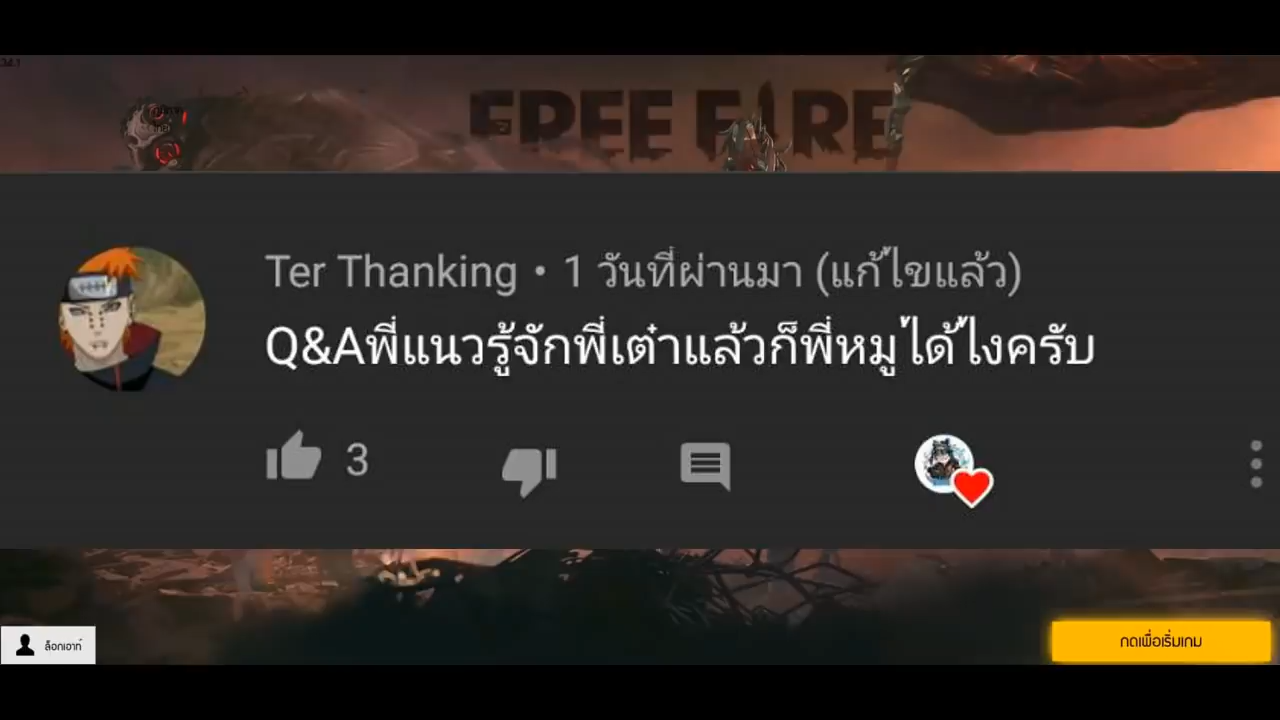 FREE FIRE
Ter Thanking • 1 วันที่ผ่านมา (แก้ไขแล้ว)
Q&Aพี่แนวรู้จักพี่เต๋าแล้วก็พี่หมูได้ไงครับ
3
ล็อกเอาท์
กดเพื่อเริ่มเกม